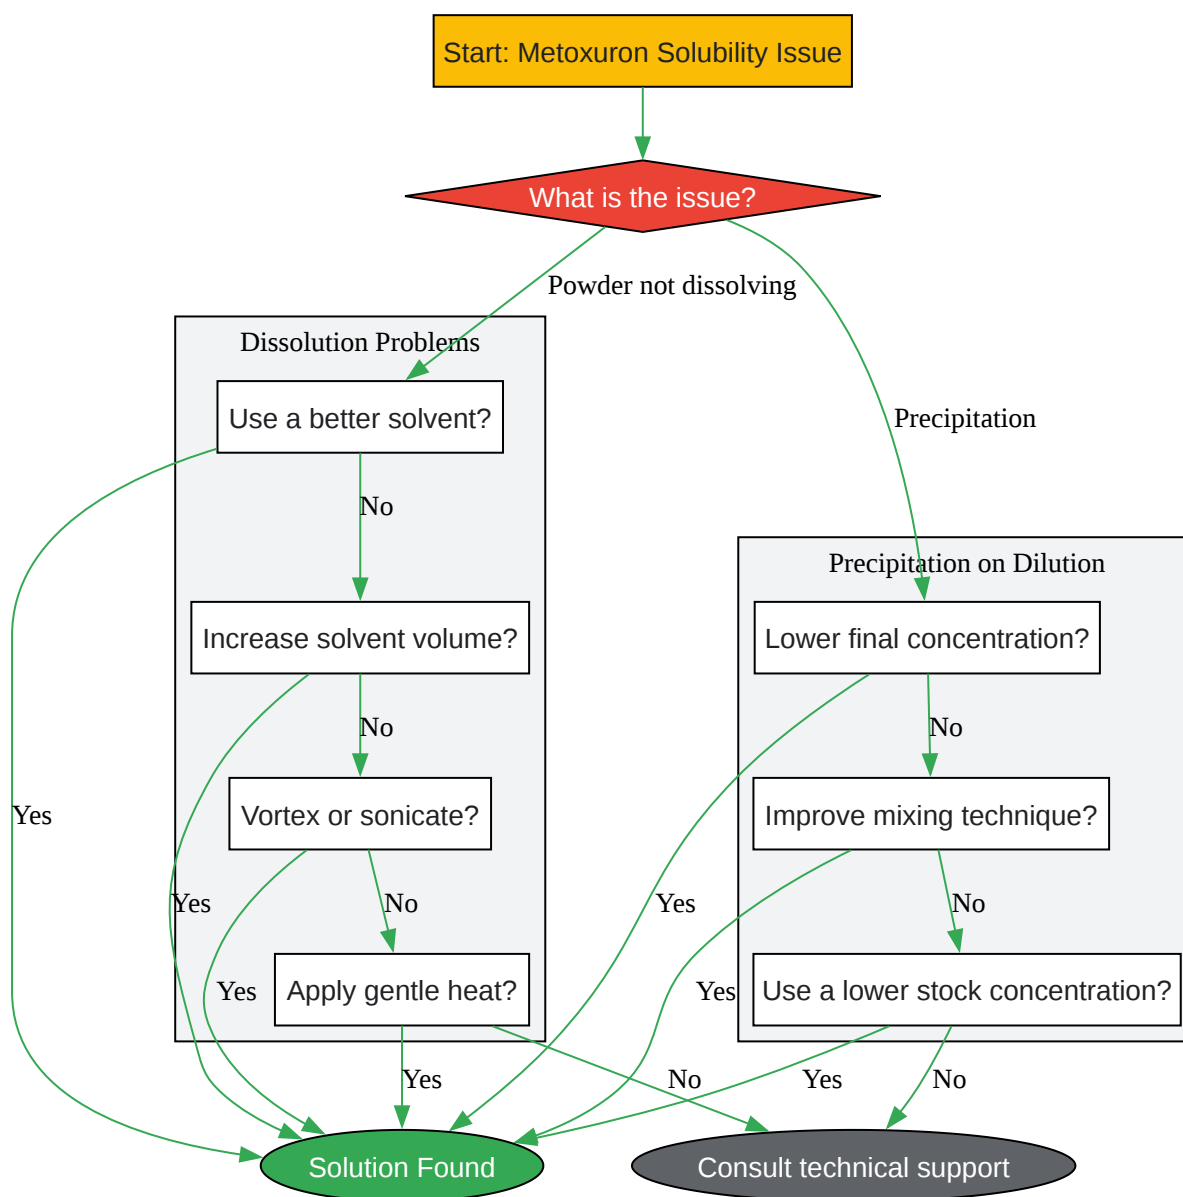 Start: Metoxuron Solubility Issue
What is the issue?
Powder not dissolving
Precipitation
Dissolution Problems
Use a better solvent?
No
Increase solvent volume?
No
Vortex or sonicate?
No
Apply gentle heat?
Yes
Yes
Yes
Yes
No
Precipitation on Dilution
Lower final concentration?
No
Improve mixing technique?
No
Use a lower stock concentration?
Yes
Yes
Yes
No
Solution Found
Consult technical support